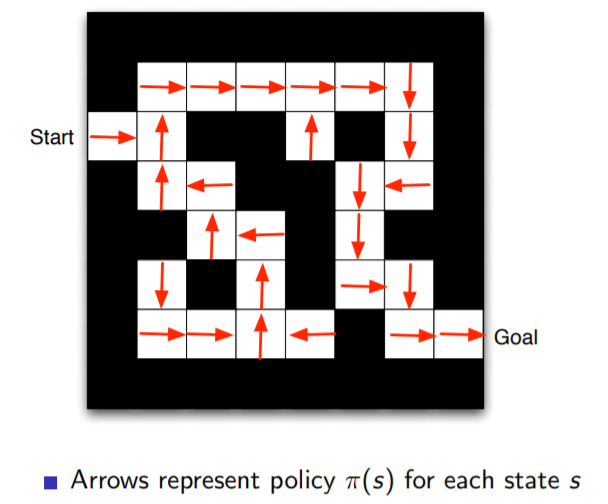 Start
Goal
Arrows represent policy π(s) for each state s